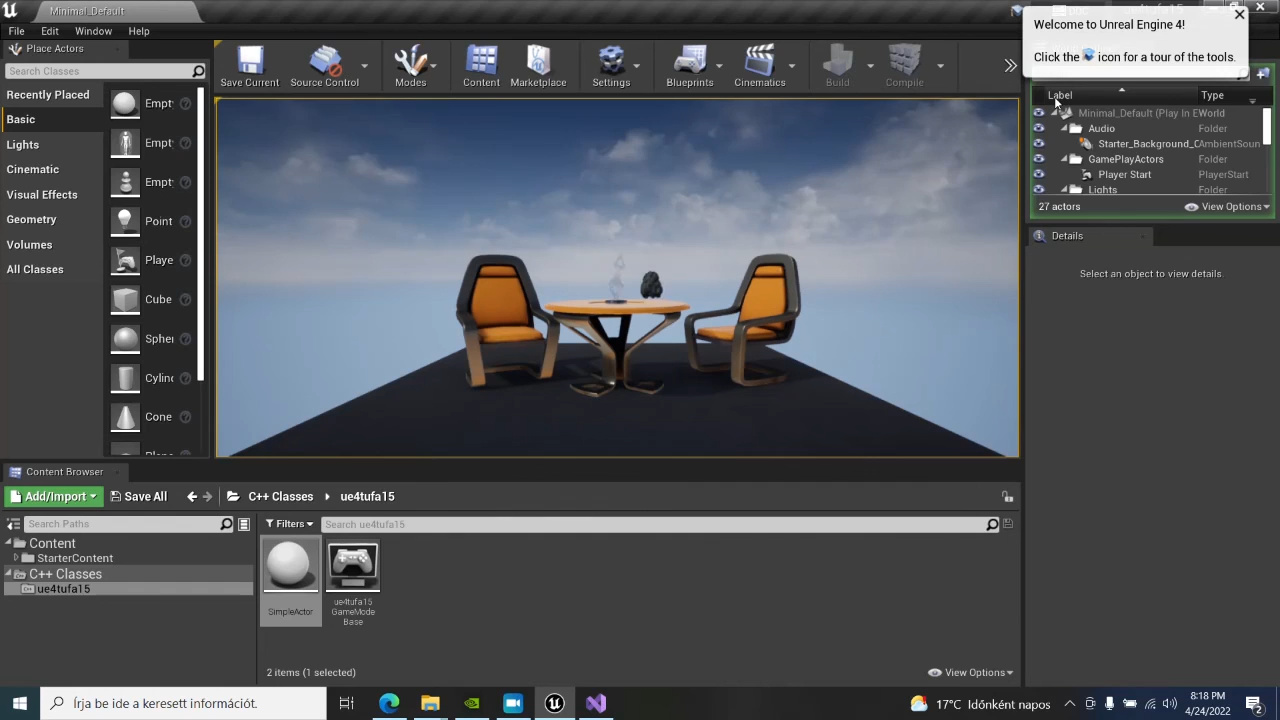 Minimal_Default
File Edit Window Help
Place Actors
Search Classes
Recently Placed
Basic
Lights
Cinematic
Visual Effects
Geometry
Volumes
All Classes
Empt
Empt
Empt
Point
Playe
Cube
Sphe
Cylin
Cone
Save Current
Source Control
Modes
Content
Marketplace
Settings
Blueprints
Cinematics
Build
Compile
Welcome to Unreal Engine 4!
Click the icon for a tour of the tools.
Label Type
Minimal_Default (Play In E World
Audio Folder
Starter_Background_C AmbientSoun
GamePlayActors Folder
Player Start PlayerStart
Lights Folder
27 actors View Options
Details
Select an object to view details.
Content Browser
Add/Import Save All C++ Classes ue4tufa15
Search Paths
Filters Search ue4tufa15
Content
StarterContent
C++ Classes
ue4tufa15
SimpleActor
ue4tufa15
GameMode
Base
2 items (1 selected) View Options
Írja be a keresett információt.
17°C Időnként napos
8:18 PM
4/24/2022
2